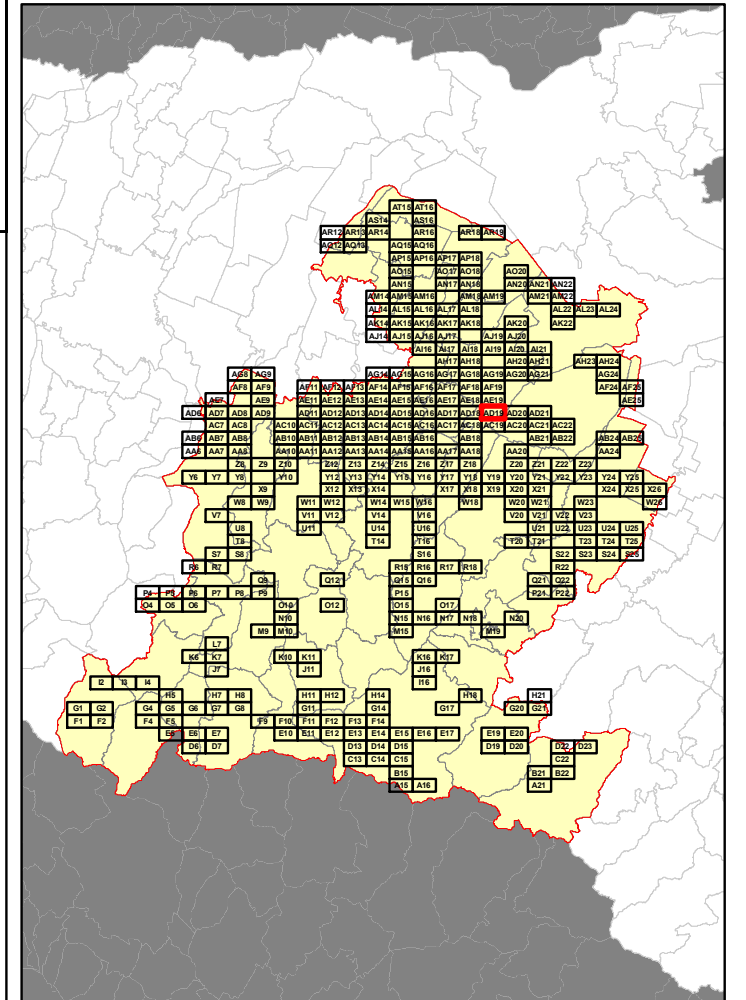 AT15 AT16
AS14 AS16
AR12 AR13 AR14 AR16 AR18 AR19
AQ12 AQ13 AQ15 AQ16
AP15 AP16 AP17 AP18
AO15 AO17 AO18 AO20
AN15 AN17 AN18 AN20 AN21 AN22
AM14 AM15 AM16 AM18 AM19 AM21 AM22
AL14 AL15 AL16 AL17 AL18 AL22 AL23 AL24
AK14 AK15 AK16 AK17 AK18 AK20 AK22
AJ14 AJ15 AJ16 AJ17 AJ19 AJ20
AI16 AI17 AI18 AI19 AI20 AI21
AH17 AH18 AH20 AH21 AH23 AH24
AG8 AG9 AG14 AG15 AG16 AG17 AG18 AG19 AG20 AG21 AG24
AF8 AF9 AF11 AF12 AF13 AF14 AF15 AF16 AF17 AF18 AF19 AF24 AF25
AE7 AE9 AE11 AE12 AE13 AE14 AE15 AE16 AE17 AE18 AE19 AE25
AD6 AD7 AD8 AD9 AD11 AD12 AD13 AD14 AD15 AD16 AD17 AD18 AD19 AD20 AD21
AC7 AC8 AC10 AC11 AC12 AC13 AC14 AC15 AC16 AC17 AC18 AC19 AC20 AC21 AC22
AB6 AB7 AB8 AB10 AB11 AB12 AB13 AB14 AB15 AB16 AB18 AB21 AB22 AB24 AB25
AA6 AA7 AA8 AA10 AA11 AA12 AA13 AA14 AA15 AA16 AA18 AA20 AA24
Z8 Z9 Z10 Z12 Z13 Z14 Z15 Z16 Z17 Z18 Z20 Z21 Z22 Z23
Y6 Y7 Y8 Y10 Y12 Y13 Y14 Y15 Y16 Y17 Y18 Y19 Y20 Y21 Y22 Y23 Y24 Y25
X9 X12 X13 X14 X17 X18 X19 X20 X21 X24 X25 X26
W8 W9 W11 W12 W14 W15 W16 W18 W20 W21 W23 W26
V7 V11 V12 V14 V16 V20 V21 V22 V23
U8 U11 U14 U16 U21 U22 U23 U24 U25
T8 T14 T16 T20 T21 T23 T24 T25
S7 S8 S16 S22 S23 S24 S25
R6 R7 R15 R16 R17 R18 R22
Q9 Q12 Q15 Q16 Q21 Q22
P4 P5 P6 P7 P8 P9 P15 P21 P22
O4 O5 O6 O10 O12 O15 O17
N10 N15 N16 N17 N18 N20
M9 M10 M15 M19
L7
K6 K7 K10 K11 K16 K17
J7 J11 J16
I2 I3 I4 I16
H5 H7 H8 H11 H12 H14 H18 H21
G1 G2 G4 G5 G6 G7 G8 G11 G14 G17 G20 G21
F1 F2 F4 F5 F9 F10 F11 F12 F13 F14
E5 E6 E7 E10 E11 E12 E13 E14 E15 E16 E17 E19 E20
D6 D7 D13 D14 D15 D19 D20 D22 D23
C13 C14 C15 C22
B15 B21 B22
A15 A16 A21